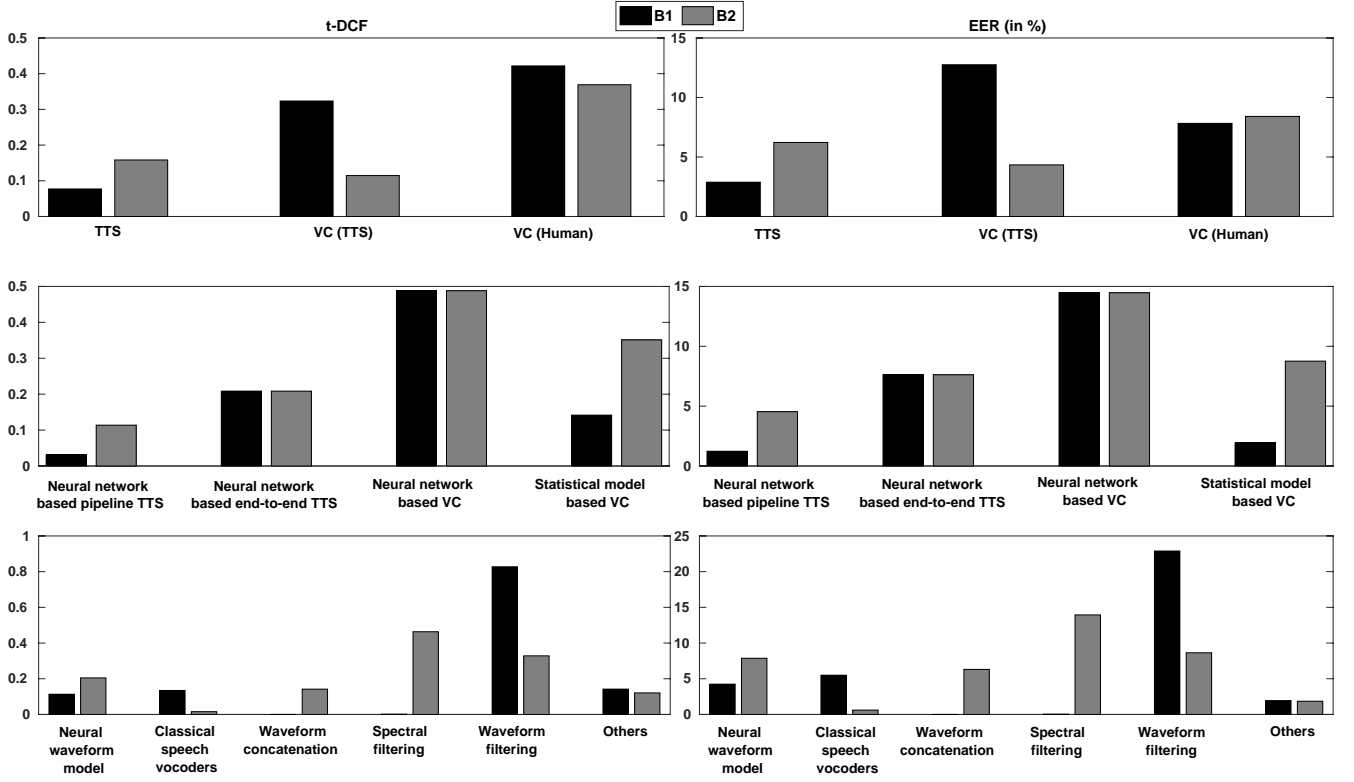 B1 B2
t-DCF
EER (in %)
0.5
0.4
0.3
0.2
0.1
0
TTS
VC (TTS)
VC (Human)
15
10
5
0
TTS
VC (TTS)
VC (Human)
0.5
0.4
0.3
0.2
0.1
0
Neural network
based pipeline TTS
Neural network
based end-to-end TTS
Neural network
based VC
Statistical model
based VC
15
10
5
0
Neural network
based pipeline TTS
Neural network
based end-to-end TTS
Neural network
based VC
Statistical model
based VC
1
0.8
0.6
0.4
0.2
0
Neural
waveform
model
Classical
speech
vocoders
Waveform
concatenation
Spectral
filtering
Waveform
filtering
Others
25
20
15
10
5
0
Neural
waveform
model
Classical
speech
vocoders
Waveform
concatenation
Spectral
filtering
Waveform
filtering
Others